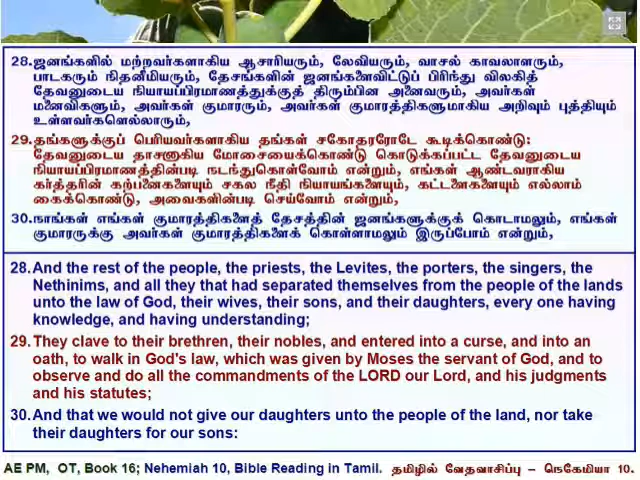 28.ஜனங்களில் மற்றவர்களாகிய ஆசாரியரும், லேவியரும், வாசல் காவலாளரும்,
பாடகரும் நிதனீமியரும், தேசங்களின் ஜனங்களைவிட்டுப் பிரிந்து விலகித்
தேவனுடைய நியாயப்பிரமாணத்துக்குத் திரும்பின அனைவரும், அவர்கள்
மனைவிகளும், அவர்கள் குமாரரும், அவர்கள் குமாரத்திகளுமாகிய அறிவும் புத்தியும்
உள்ளவர்களெல்லாரும்,
29.தங்களுக்குப் பெரியவர்களாகிய தங்கள் சகோதரரோடே கூடிக்கொண்டு:
தேவனுடைய தாசனாகிய மோசையைக்கொண்டு கொடுக்கப்பட்ட தேவனுடைய
நியாயப்பிரமாணத்தின்படி நடந்துகொள்வோம் என்றும், எங்கள் ஆண்டவராகிய
கர்த்தரின் கற்பனைகளையும் சகல நீதி நியாயங்களையும், கட்டளைகளையும் எல்லாம்
கைக்கொண்டு, அவைகளின்படி செய்வோம் என்றும்,
30.நாங்கள் எங்கள் குமாரத்திகளைத் தேசத்தின் ஜனங்களுக்குக் கொடாமலும், எங்கள்
குமாரருக்கு அவர்கள் குமாரத்திகளைக் கொள்ளாமலும் இருப்போம் என்றும்,
28. And the rest of the people, the priests, the Levites, the porters, the singers, the
Nethinims, and all they that had separated themselves from the people of the lands
unto the law of God, their wives, their sons, and their daughters, every one having
knowledge, and having understanding;
29. They clave to their brethren, their nobles, and entered into a curse, and into an
oath, to walk in God's law, which was given by Moses the servant of God, and to
observe and do all the commandments of the LORD our Lord, and his judgments
and his statutes;
30. And that we would not give our daughters unto the people of the land, nor take
their daughters for our sons:
AE PM, OT, Book 16; Nehemiah 10, Bible Reading in Tamil. தமிழில் வேதவாசிப்பு – நெகேமியா 10.